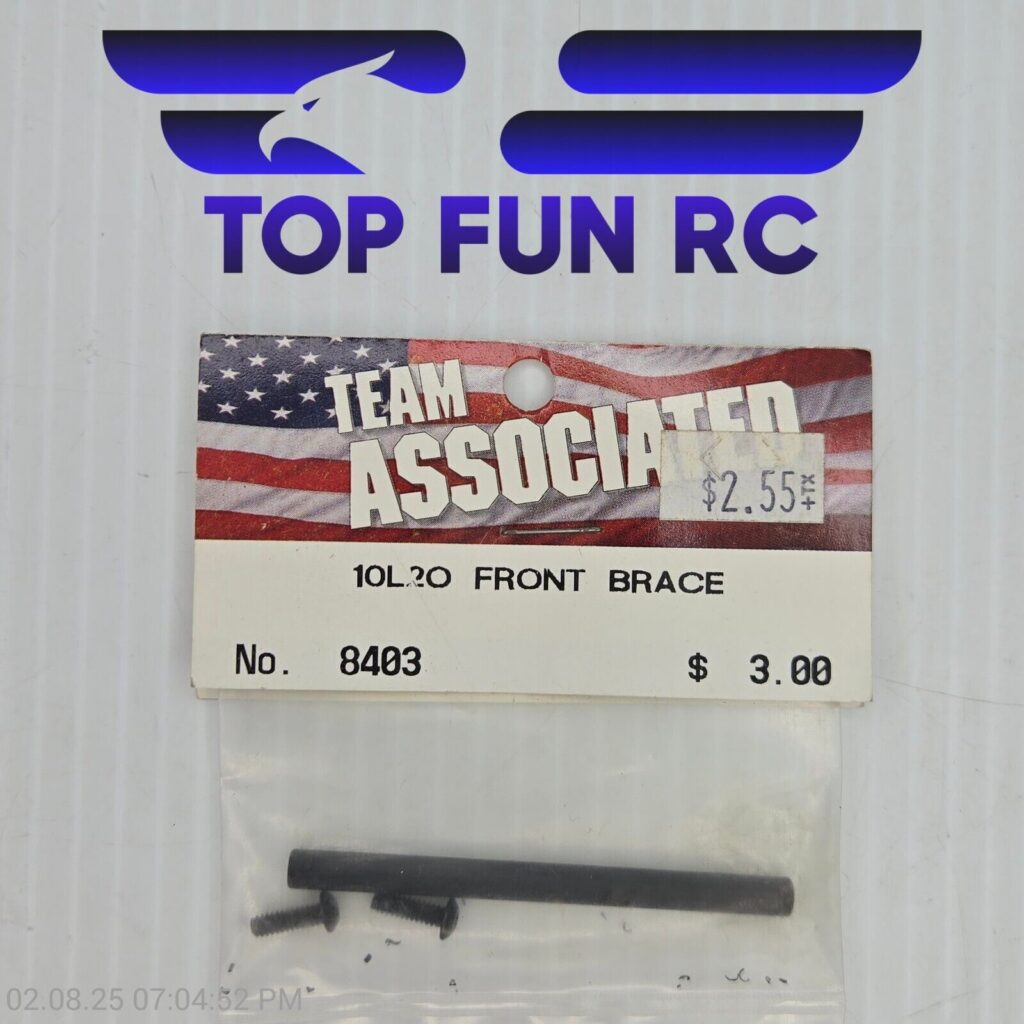 TOP FUN RC
TEAM
ASSOCIATED
$2.55+TX
10L20 FRONT BRACE
No. 8403 $ 3.00
02.08.25 07:04:52 PM